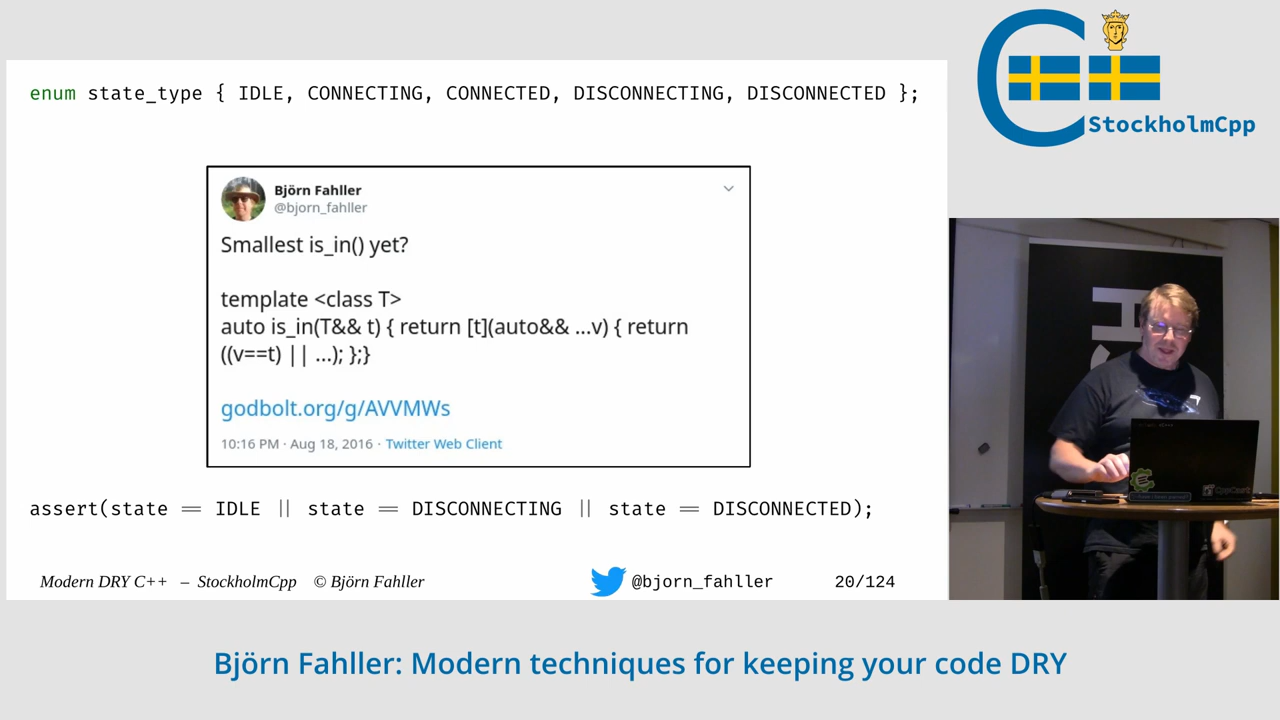 enum state_type { IDLE, CONNECTING, CONNECTED, DISCONNECTING, DISCONNECTED };
Björn Fahller
@bjorn_fahller
Smallest is_in() yet?
template <class T>
auto is_in(T&& t) { return [t](auto&& ...v) { return
((v==t) || ...); };}
godbolt.org/g/AVVMWs
10:16 PM · Aug 18, 2016 · Twitter Web Client
assert(state == IDLE || state == DISCONNECTING || state == DISCONNECTED);
Modern DRY C++ – StockholmCpp © Björn Fahller
@bjorn_fahller
20/124
StockholmCpp
Björn Fahller: Modern techniques for keeping your code DRY